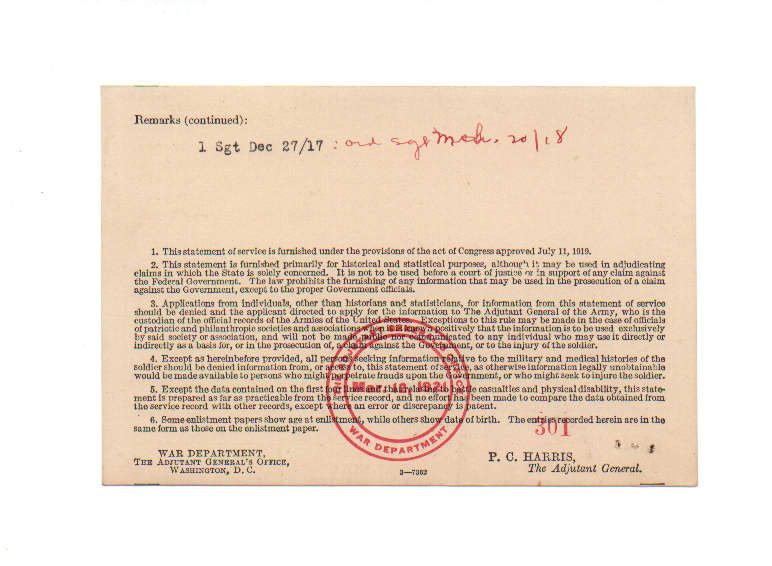 Remarks (continued):
1 Sgt Dec 27/17 : ord sgt Mch. 20/18
1. This statement of service is furnished under the provisions of the act of Congress approved July 11, 1919.
2. This statement is furnished primarily for historical and statistical purposes, although it may be used in adjudicating
claims in which the State is solely concerned. It is not to be used before a court of justice or in support of any claim against
the Federal Government. The law prohibits the furnishing of any information that may be used in the prosecution of a claim
against the Government, except to the proper Government officials.
3. Applications from individuals, other than historians and statisticians, for information from this statement of service
should be denied and the applicant directed to apply for the information to The Adjutant General of the Army, who is the
custodian of the official records of the Armies of the United States. Exceptions to this rule may be made in the case of officials
of patriotic and philanthropic societies and associations when it is known positively that the information is to be used exclusively
by said society or association, and will not be made public nor communicated to any individual who may use it directly or
indirectly as a basis for, or in the prosecution of, a claim against the Government, or to the injury of the soldier.
4. Except as hereinbefore provided, all persons seeking information relative to the military and medical histories of the
soldier should be denied information from, or access to, this statement of service, as otherwise information legally unobtainable
would be made available to persons who might perpetrate frauds upon the Government, or who might seek to injure the soldier.
5. Except the data contained on the first four lines and that relating to battle casualties and physical disability, this state-
ment is prepared as far as practicable from the service record, and no effort has been made to compare the data obtained from
the service record with other records, except where an error or discrepancy is patent.
6. Some enlistment papers show age at enlistment, while others show date of birth. The entries recorded herein are in the
same form as those on the enlistment paper.
301
Mar. 19, 1921
WAR DEPARTMENT
WAR DEPARTMENT,
THE ADJUTANT GENERAL'S OFFICE,
WASHINGTON, D. C.
3—7362
P. C. HARRIS,
The Adjutant General.